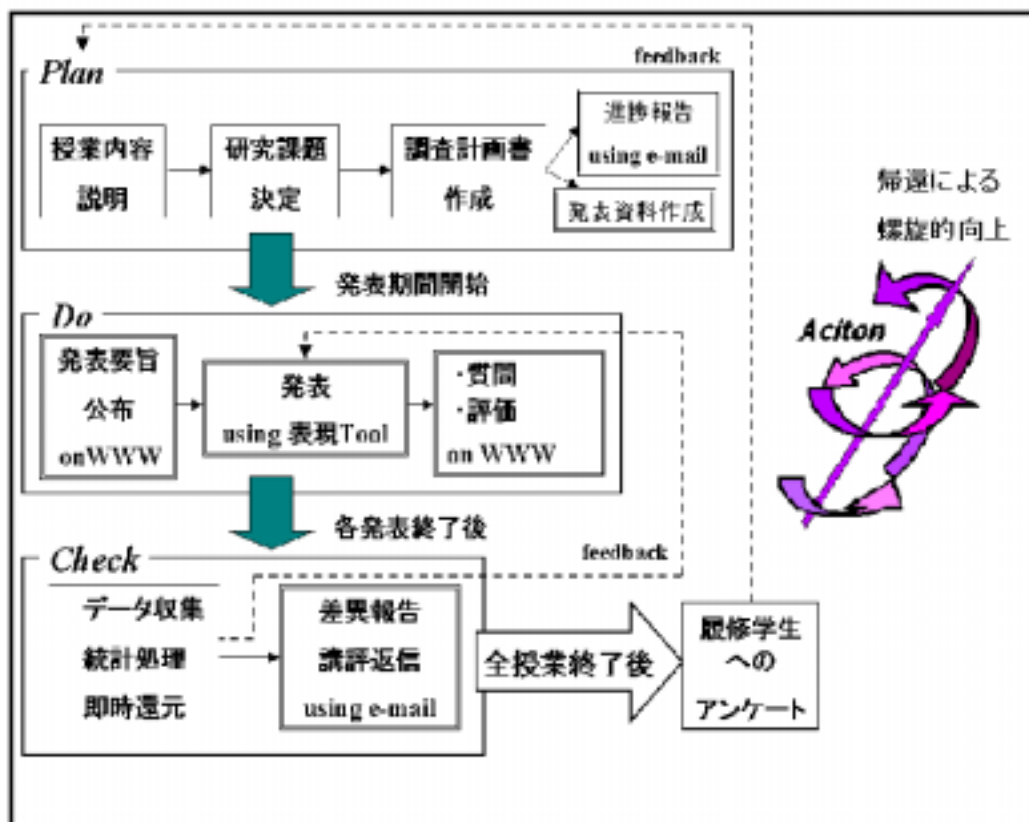 feedback
Plan
授業内容
説明
研究課題
決定
調査計画書
作成
進捗報告
using e-mail
発表資料作成
帰還による
螺旋的向上
発表期間開始
Do
発表要旨
公布
onWWW
発表
using 表現Tool
・質問
・評価
on WWW
Aciton
各発表終了後
feedback
Check
データ収集
統計処理
即時還元
差異報告
講評返信
using e-mail
全授業終了後
履修学生
への
アンケート